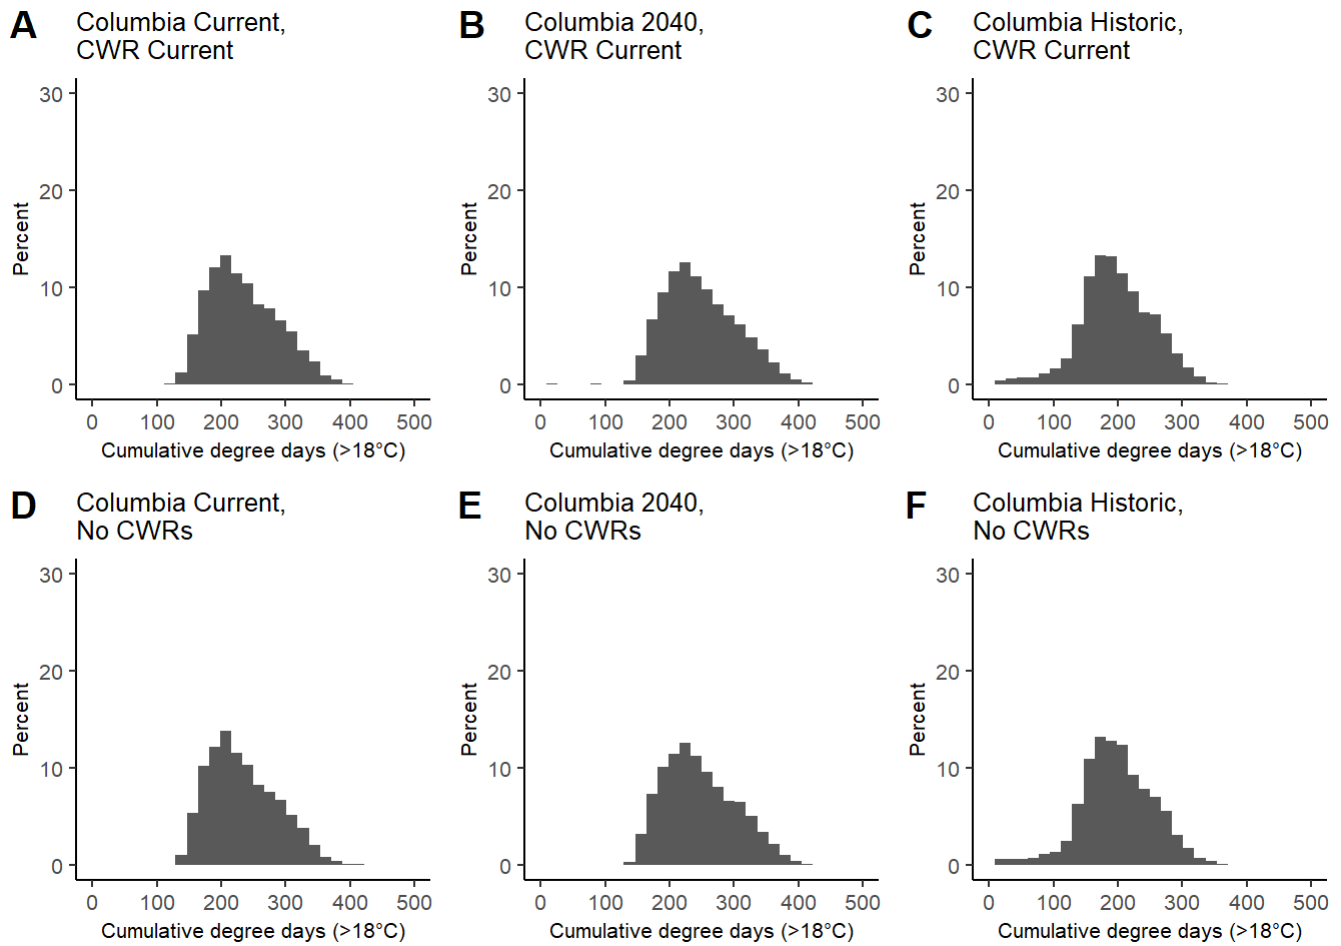 A
Columbia Current,
CWR Current
30
20
10
0
Percent
0 100 200 300 400 500
Cumulative degree days (>18°C)
B
Columbia 2040,
CWR Current
30
20
10
0
Percent
0 100 200 300 400 500
Cumulative degree days (>18°C)
C
Columbia Historic,
CWR Current
30
20
10
0
Percent
0 100 200 300 400 500
Cumulative degree days (>18°C)
D
Columbia Current,
No CWRs
30
20
10
0
Percent
0 100 200 300 400 500
Cumulative degree days (>18°C)
E
Columbia 2040,
No CWRs
30
20
10
0
Percent
0 100 200 300 400 500
Cumulative degree days (>18°C)
F
Columbia Historic,
No CWRs
30
20
10
0
Percent
0 100 200 300 400 500
Cumulative degree days (>18°C)